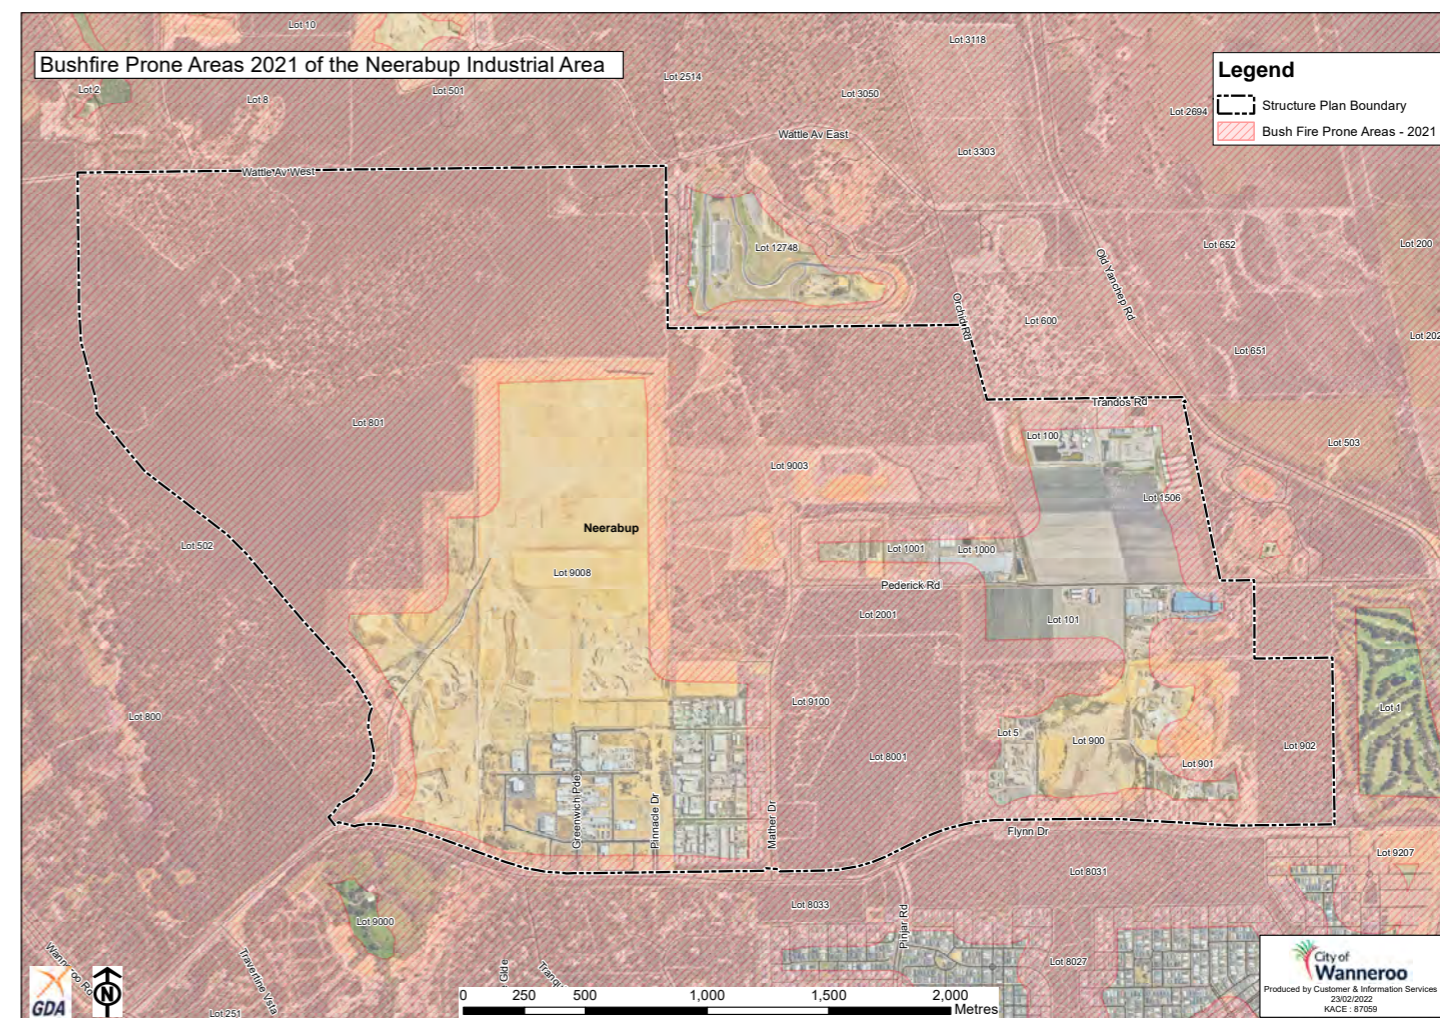 Bushfire Prone Areas 2021 of the Neerabup Industrial Area
Legend
Structure Plan Boundary
Bush Fire Prone Areas - 2021
Lot 10
Lot 3118
Lot 2514
Lot 2
Lot 8
Lot 501
Lot 3050
Lot 2694
Wattle Av East
Lot 3303
Wattle Av West
Lot 12748
Lot 652
Lot 200
Old Yanchep Rd
Orchid Rd
Lot 600
Lot 651
Lot 202
Trandos Rd
Lot 801
Lot 100
Lot 503
Lot 9003
Lot 1506
Neerabup
Lot 502
Lot 1001
Lot 1000
Lot 9008
Pederick Rd
Lot 2001
Lot 101
Lot 800
Lot 9100
Lot 1
Lot 5
Lot 900
Lot 902
Lot 8001
Lot 901
Greenwich Pde
Pinnacle Dr
Mather Dr
Flynn Dr
Lot 9207
Lot 8031
Lot 8033
Lot 9000
Pinjar Rd
Lot 8027
Travertine Vsta
Lot 251
GDA
N
0 250 500 1,000 1,500 2,000
Metres
City of
Wanneroo
Produced by Customer & Information Services
23/02/2022
KACE : 87059